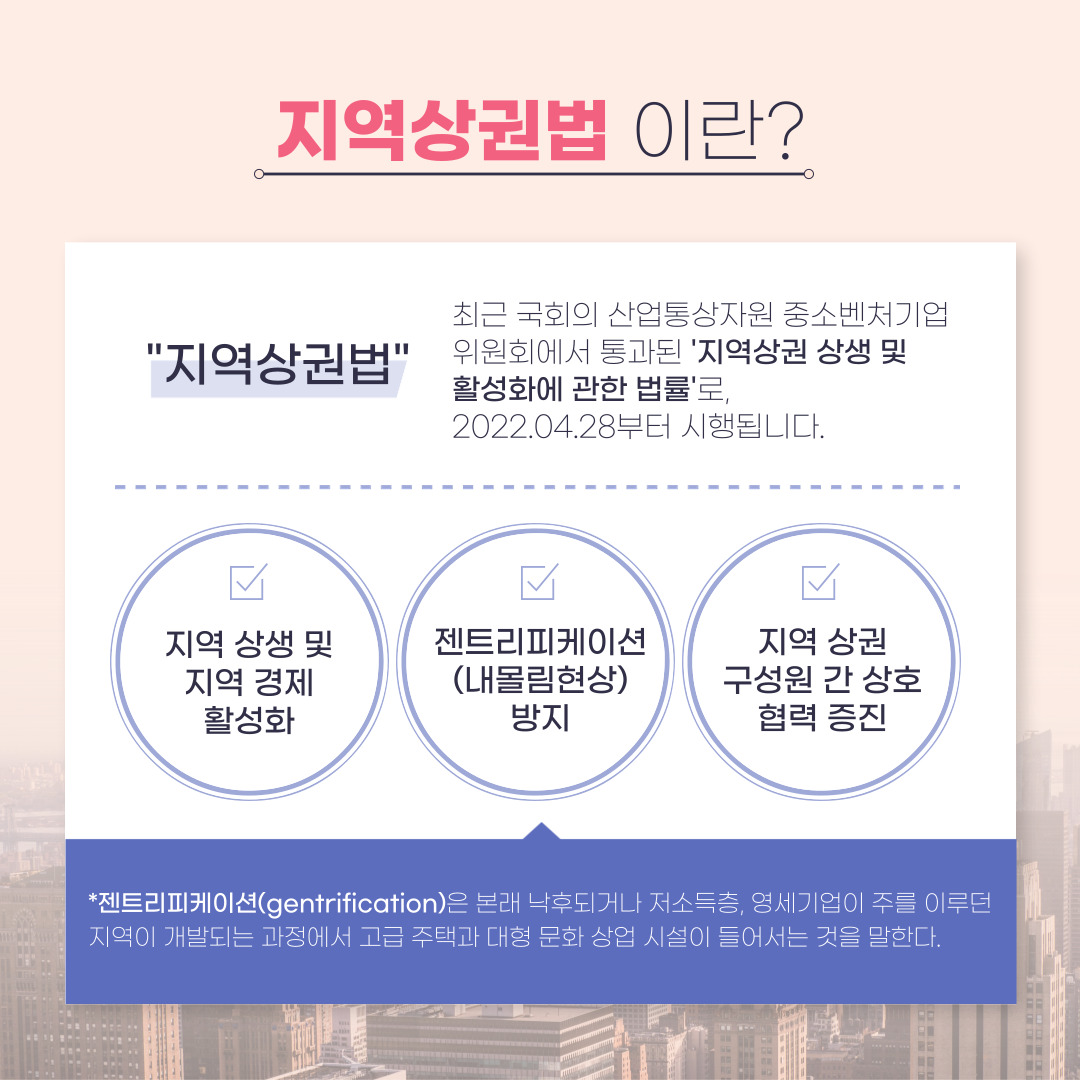 지역상권법 이란?
"지역상권법"
최근 국회의 산업통상자원 중소벤처기업
위원회에서 통과된 '지역상권 상생 및
활성화에 관한 법률'로,
2022.04.28부터 시행됩니다.
지역 상생 및
지역 경제
활성화
젠트리피케이션
(내몰림현상)
방지
지역 상권
구성원 간 상호
협력 증진
*젠트리피케이션(gentrification)은 본래 낙후되거나 저소득층, 영세기업이 주를 이루던
지역이 개발되는 과정에서 고급 주택과 대형 문화 상업 시설이 들어서는 것을 말한다.